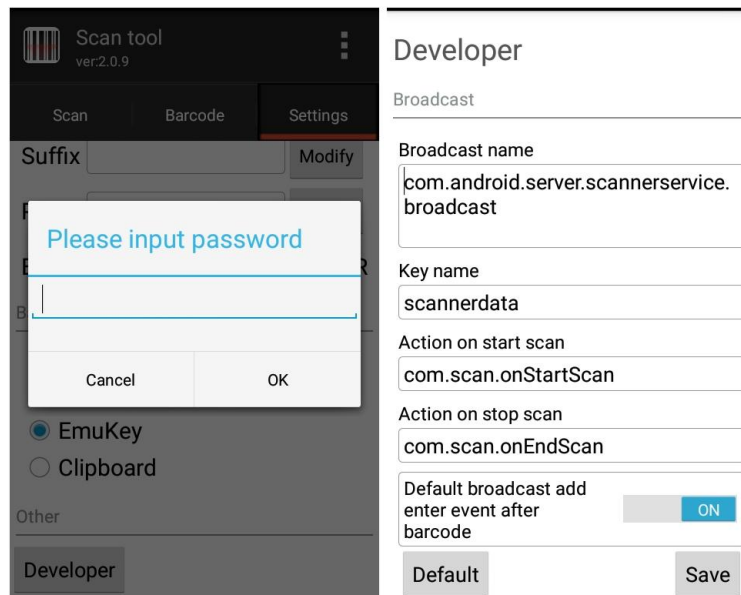 Scan tool
ver:2.0.9
Scan
Barcode
Settings
Suffix
Modify
Please input password
B
Cancel
OK
EmuKey
Clipboard
Other
Developer
Developer
Broadcast
Broadcast name
com.android.server.scannerservice.
broadcast
Key name
scannerdata
Action on start scan
com.scan.onStartScan
Action on stop scan
com.scan.onEndScan
Default broadcast add
enter event after
barcode
ON
Default
Save